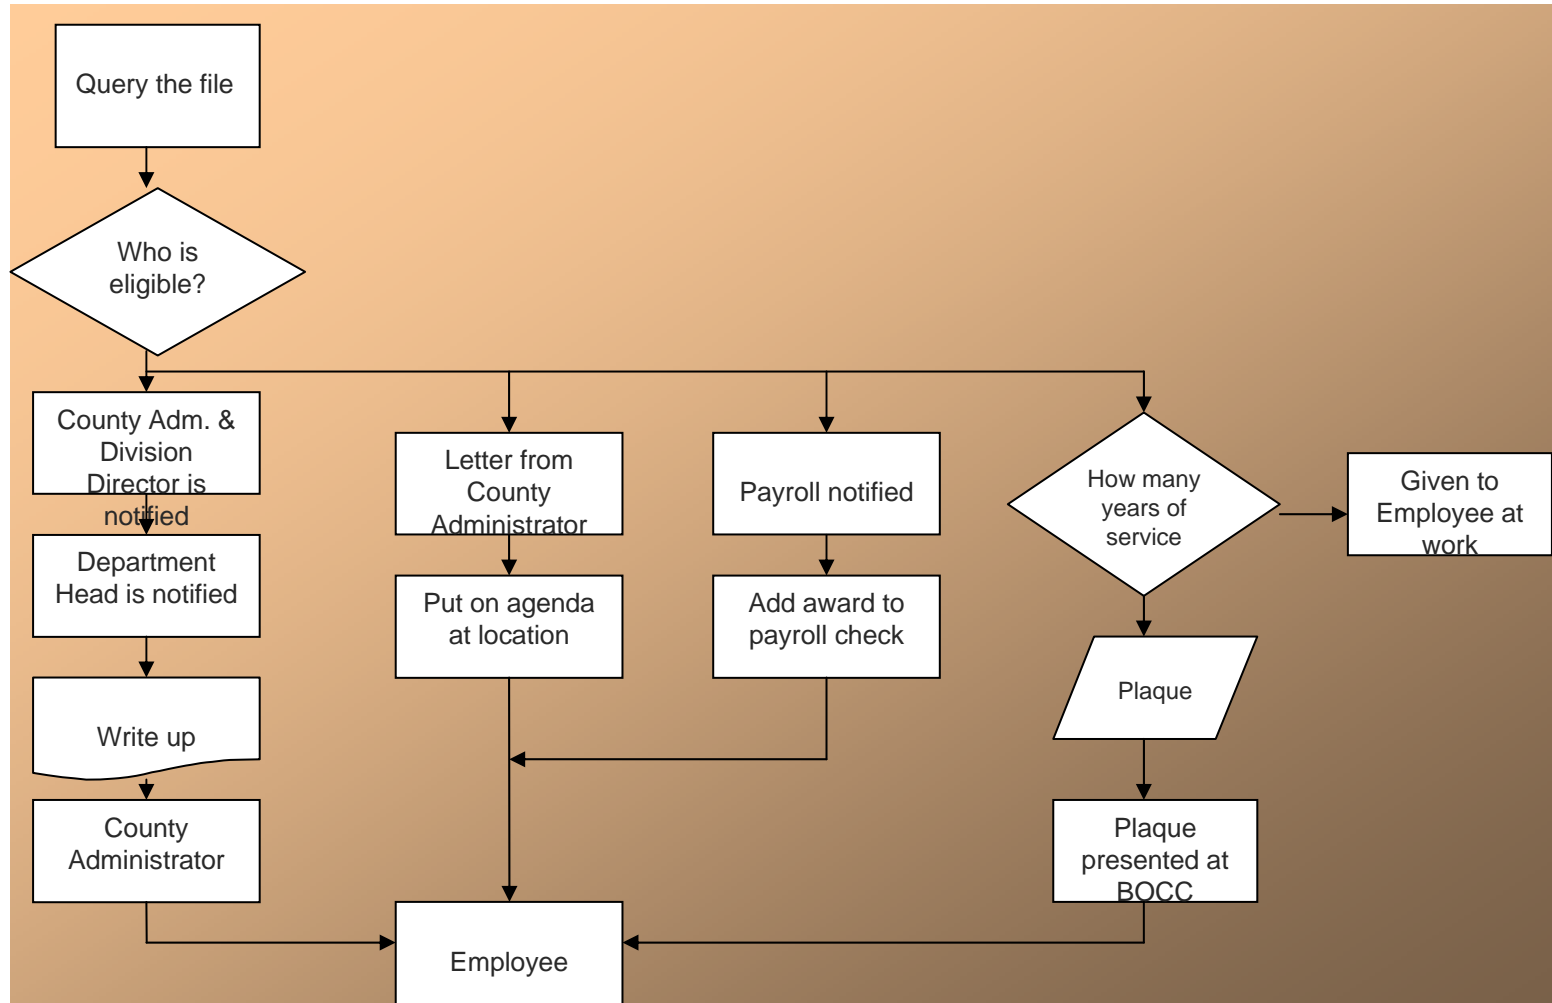 Query the file
Who is
eligible?
County Adm. &
Division
Director is
notified
Letter from
County
Administrator
Payroll notified
How many
years of
service
Given to
Employee at
work
Department
Head is notified
Put on agenda
at location
Add award to
payroll check
Plaque
Write up
County
Administrator
Plaque
presented at
BOCC
Employee